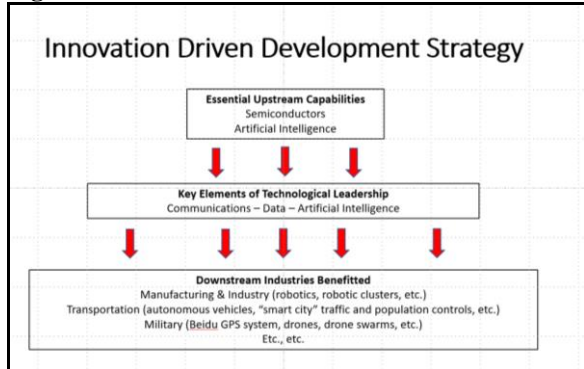 Innovation Driven Development Strategy
Essential Upstream Capabilities
Semiconductors
Artificial Intelligence
Key Elements of Technological Leadership
Communications – Data – Artificial Intelligence
Downstream Industries Benefitted
Manufacturing & Industry (robotics, robotic clusters, etc.)
Transportation (autonomous vehicles, "smart city" traffic and population controls, etc.)
Military (Beidu GPS system, drones, drone swarms, etc.)
Etc., etc.